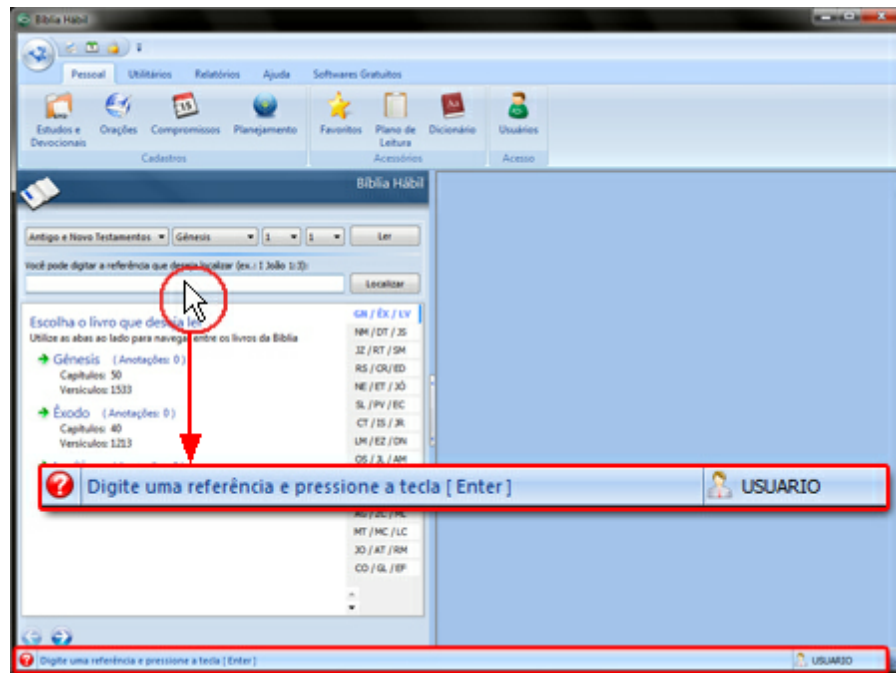 Bíblia Hábil
Pessoal Utilitários Relatórios Ajuda Softwares Gratuitos
Estudos e Devocionais
Orações
Compromissos
Planejamento
Favoritos
Plano de Leitura
Dicionário
Usuários
Cadastros
Acessórios
Acesso
Bíblia Hábil
Antigo e Novo Testamentos Gênesis 1 1 Ler
Você pode digitar a referência que deseja localizar (ex.: I João 1:3):
Localizar
Escolha o livro que deseja ler
Utilize as abas ao lado para navegar entre os livros da Bíblia
Gênesis (Anotações: 0)
Capítulos: 50
Versículos: 1533
Êxodo (Anotações: 0)
Capítulos: 40
Versículos: 1213
GN / ÊX / LV
NM / DT / JS
JZ / RT / SM
RS / CR / ED
NE / ET / JÓ
SL / PV / EC
CT / IS / JR
LM / EZ / DN
OS / JL / AM
AG / ZC / ML
MT / MC / LC
JO / AT / RM
CO / GL / EF
Digite uma referência e pressione a tecla [ Enter ] USUARIO
Digite uma referência e pressione a tecla [ Enter ] USUARIO